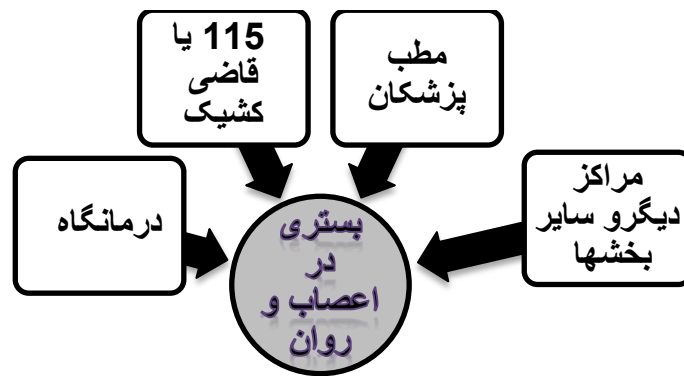 مطب
پزشکان
115 یا
قاضی
کشیک
مراکز
دیگرو سایر
بخشها
درمانگاه
بستری
در
اعصاب و
روان